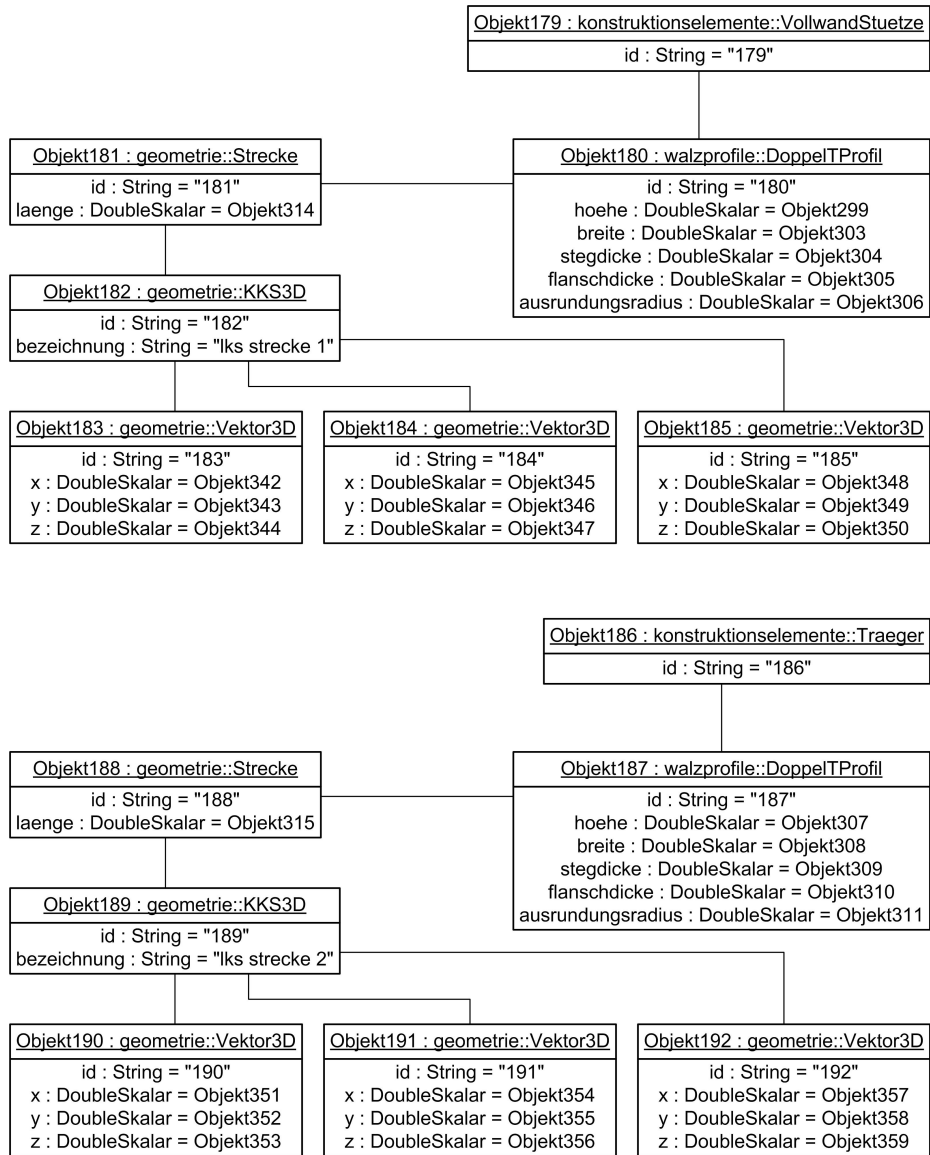 Objekt179 : konstruktionselemente::VollwandStuetze
id : String = "179"
Objekt181 : geometrie::Strecke
id : String = "181"
laenge : DoubleSkalar = Objekt314
Objekt180 : walzprofile::DoppelTProfil
id : String = "180"
hoehe : DoubleSkalar = Objekt299
breite : DoubleSkalar = Objekt303
stegdicke : DoubleSkalar = Objekt304
flanschdicke : DoubleSkalar = Objekt305
ausrundungsradius : DoubleSkalar = Objekt306
Objekt182 : geometrie::KKS3D
id : String = "182"
bezeichnung : String = "lks strecke 1"
Objekt183 : geometrie::Vektor3D
id : String = "183"
x : DoubleSkalar = Objekt342
y : DoubleSkalar = Objekt343
z : DoubleSkalar = Objekt344
Objekt184 : geometrie::Vektor3D
id : String = "184"
x : DoubleSkalar = Objekt345
y : DoubleSkalar = Objekt346
z : DoubleSkalar = Objekt347
Objekt185 : geometrie::Vektor3D
id : String = "185"
x : DoubleSkalar = Objekt348
y : DoubleSkalar = Objekt349
z : DoubleSkalar = Objekt350
Objekt186 : konstruktionselemente::Traeger
id : String = "186"
Objekt188 : geometrie::Strecke
id : String = "188"
laenge : DoubleSkalar = Objekt315
Objekt187 : walzprofile::DoppelTProfil
id : String = "187"
hoehe : DoubleSkalar = Objekt307
breite : DoubleSkalar = Objekt308
stegdicke : DoubleSkalar = Objekt309
flanschdicke : DoubleSkalar = Objekt310
ausrundungsradius : DoubleSkalar = Objekt311
Objekt189 : geometrie::KKS3D
id : String = "189"
bezeichnung : String = "lks strecke 2"
Objekt190 : geometrie::Vektor3D
id : String = "190"
x : DoubleSkalar = Objekt351
y : DoubleSkalar = Objekt352
z : DoubleSkalar = Objekt353
Objekt191 : geometrie::Vektor3D
id : String = "191"
x : DoubleSkalar = Objekt354
y : DoubleSkalar = Objekt355
z : DoubleSkalar = Objekt356
Objekt192 : geometrie::Vektor3D
id : String = "192"
x : DoubleSkalar = Objekt357
y : DoubleSkalar = Objekt358
z : DoubleSkalar = Objekt359